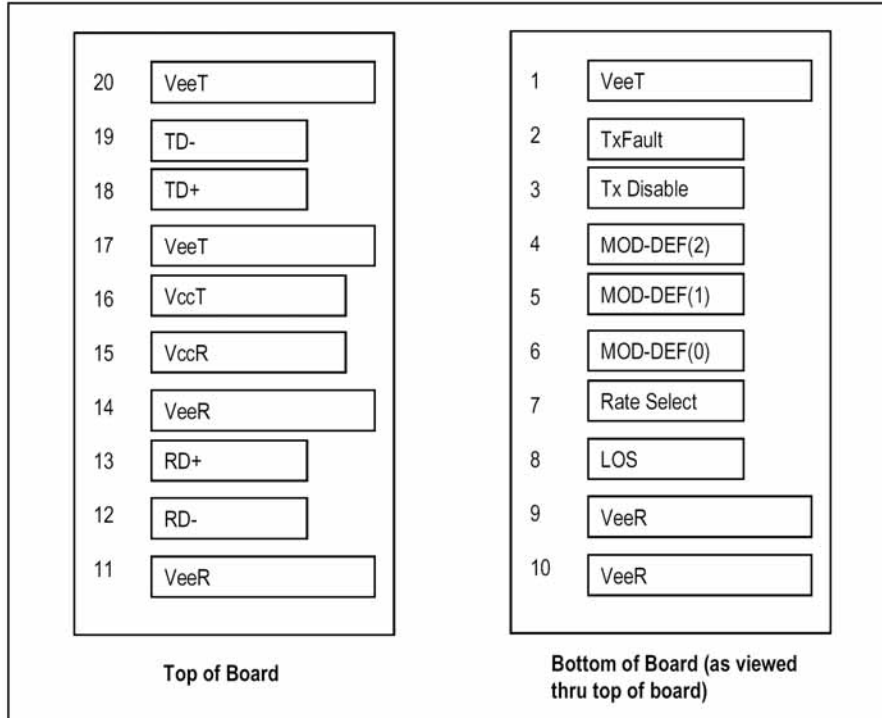 20 VeeT
19 TD-
18 TD+
17 VeeT
16 VccT
15 VccR
14 VeeR
13 RD+
12 RD-
11 VeeR
Top of Board
1 VeeT
2 TxFault
3 Tx Disable
4 MOD-DEF(2)
5 MOD-DEF(1)
6 MOD-DEF(0)
7 Rate Select
8 LOS
9 VeeR
10 VeeR
Bottom of Board (as viewed
thru top of board)